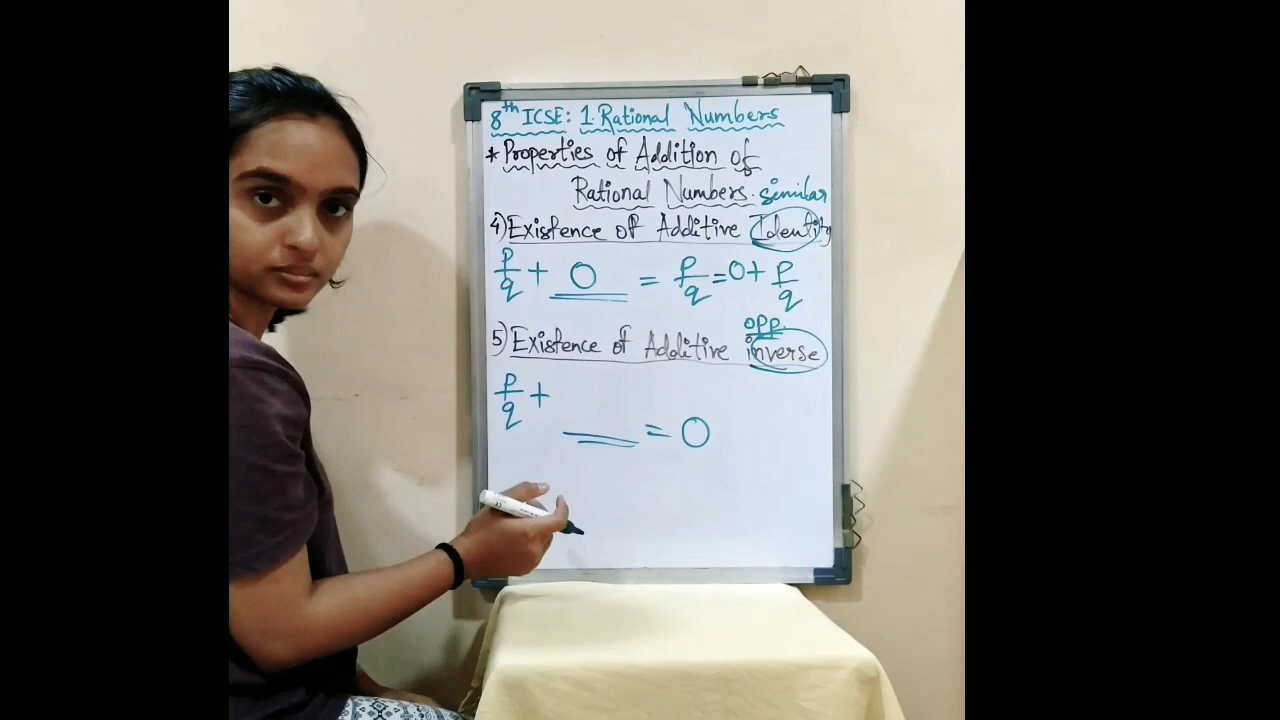 8th ICSE: 1. Rational Numbers
* Properties of Addition of
Rational Numbers. similar
4) Existence of Additive Identity
p/q + 0 = p/q = 0 + p/q
opp.
5) Existence of Additive inverse
p/q + __ = 0